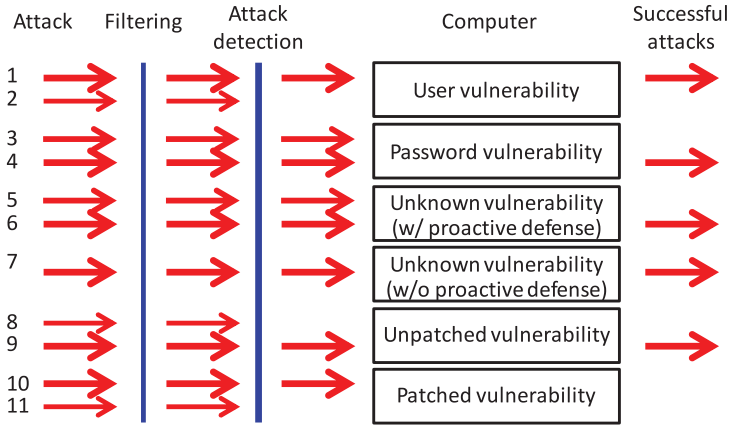 Attack Filtering Attack detection Computer Successful attacks
1
User vulnerability
2
3
Password vulnerability
4
5
Unknown vulnerability
(w/ proactive defense)
6
7
Unknown vulnerability
(w/o proactive defense)
8
Unpatched vulnerability
9
10
Patched vulnerability
11